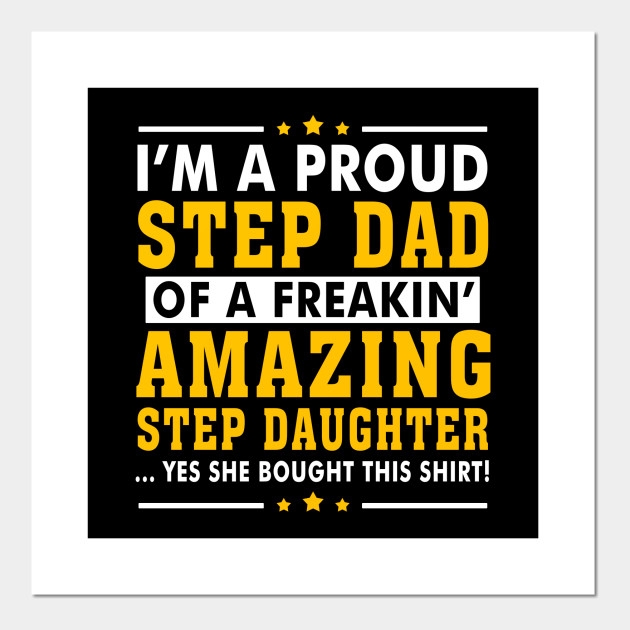 I'M A PROUD
STEP DAD
OF A FREAKIN'
AMAZING
STEP DAUGHTER
... YES SHE BOUGHT THIS SHIRT!